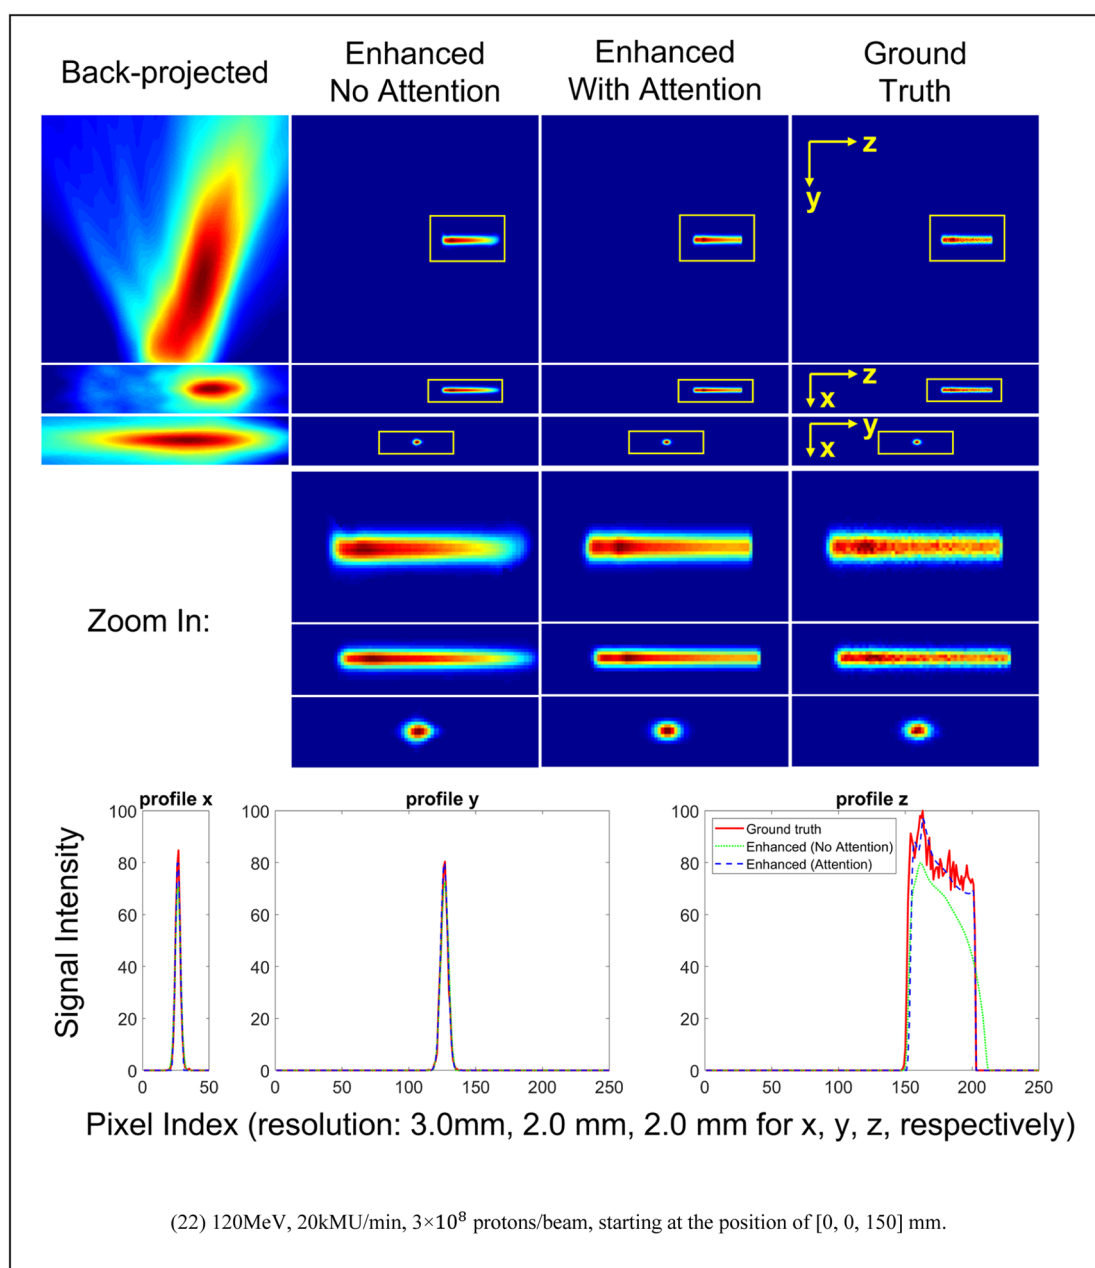 Back-projected
Enhanced
No Attention
Enhanced
With Attention
Ground
Truth
z
y
z
x
y
x
Zoom In:
profile x
profile y
profile z
Signal Intensity
100
80
60
40
20
0
0 50
100
80
60
40
20
0
0 50 100 150 200 250
100
80
60
40
20
0
0 50 100 150 200 250
Ground truth
Enhanced (No Attention)
Enhanced (Attention)
Pixel Index (resolution: 3.0mm, 2.0 mm, 2.0 mm for x, y, z, respectively)
(22) 120MeV, 20kMU/min, 3×10⁸ protons/beam, starting at the position of [0, 0, 150] mm.